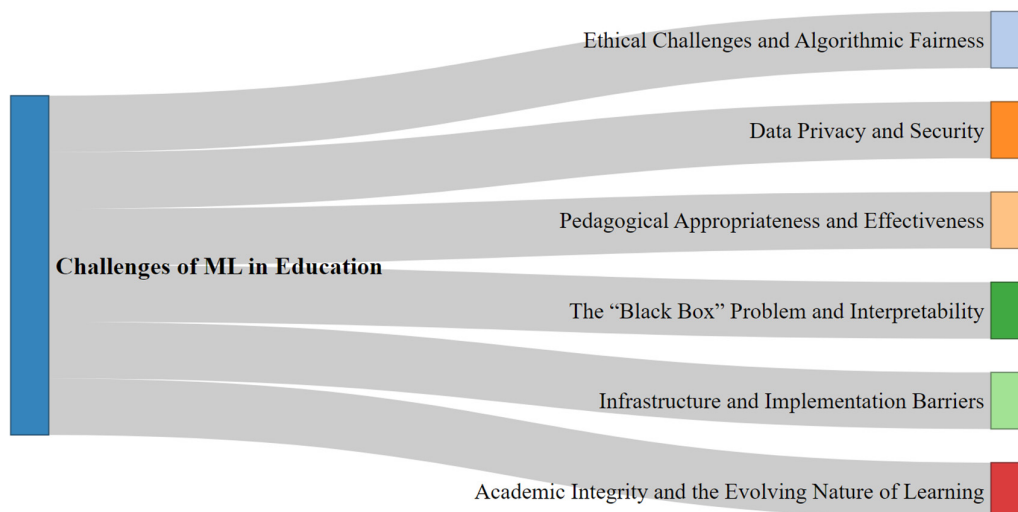 Ethical Challenges and Algorithmic Fairness
Data Privacy and Security
Pedagogical Appropriateness and Effectiveness
Challenges of ML in Education
The “Black Box” Problem and Interpretability
Infrastructure and Implementation Barriers
Academic Integrity and the Evolving Nature of Learning